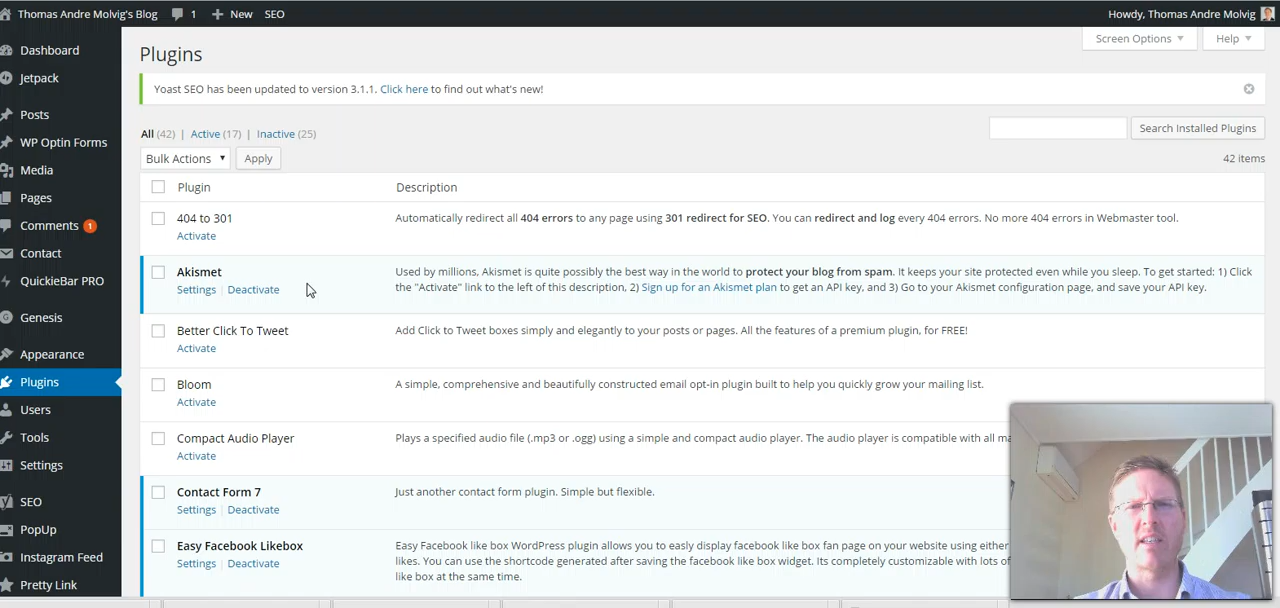 Thomas Andre Molvig's Blog 1 New SEO Howdy, Thomas Andre Molvig
Screen Options Help
Dashboard
Jetpack
Posts
WP Optin Forms
Media
Pages
Comments 1
Contact
QuickieBar PRO
Genesis
Appearance
Plugins
Users
Tools
Settings
SEO
PopUp
Instagram Feed
Pretty Link
Plugins
Yoast SEO has been updated to version 3.1.1. Click here to find out what's new!
All (42) | Active (17) | Inactive (25)
Search Installed Plugins
Bulk Actions Apply
42 items
Plugin Description
404 to 301
Activate
Automatically redirect all 404 errors to any page using 301 redirect for SEO. You can redirect and log every 404 errors. No more 404 errors in Webmaster tool.
Akismet
Settings | Deactivate
Used by millions, Akismet is quite possibly the best way in the world to protect your blog from spam. It keeps your site protected even while you sleep. To get started: 1) Click
the "Activate" link to the left of this description, 2) Sign up for an Akismet plan to get an API key, and 3) Go to your Akismet configuration page, and save your API key.
Better Click To Tweet
Activate
Add Click to Tweet boxes simply and elegantly to your posts or pages. All the features of a premium plugin, for FREE!
Bloom
Activate
A simple, comprehensive and beautifully constructed email opt-in plugin built to help you quickly grow your mailing list.
Compact Audio Player
Activate
Plays a specified audio file (.mp3 or .ogg) using a simple and compact audio player. The audio player is compatible with all ma
Contact Form 7
Settings | Deactivate
Just another contact form plugin. Simple but flexible.
Easy Facebook Likebox
Settings | Deactivate
Easy Facebook like box WordPress plugin allows you to easily display facebook like box fan page on your website using either
likes. You can use the shortcode generated after saving the facebook like box widget. Its completely customizable with lots of
like box at the same time.